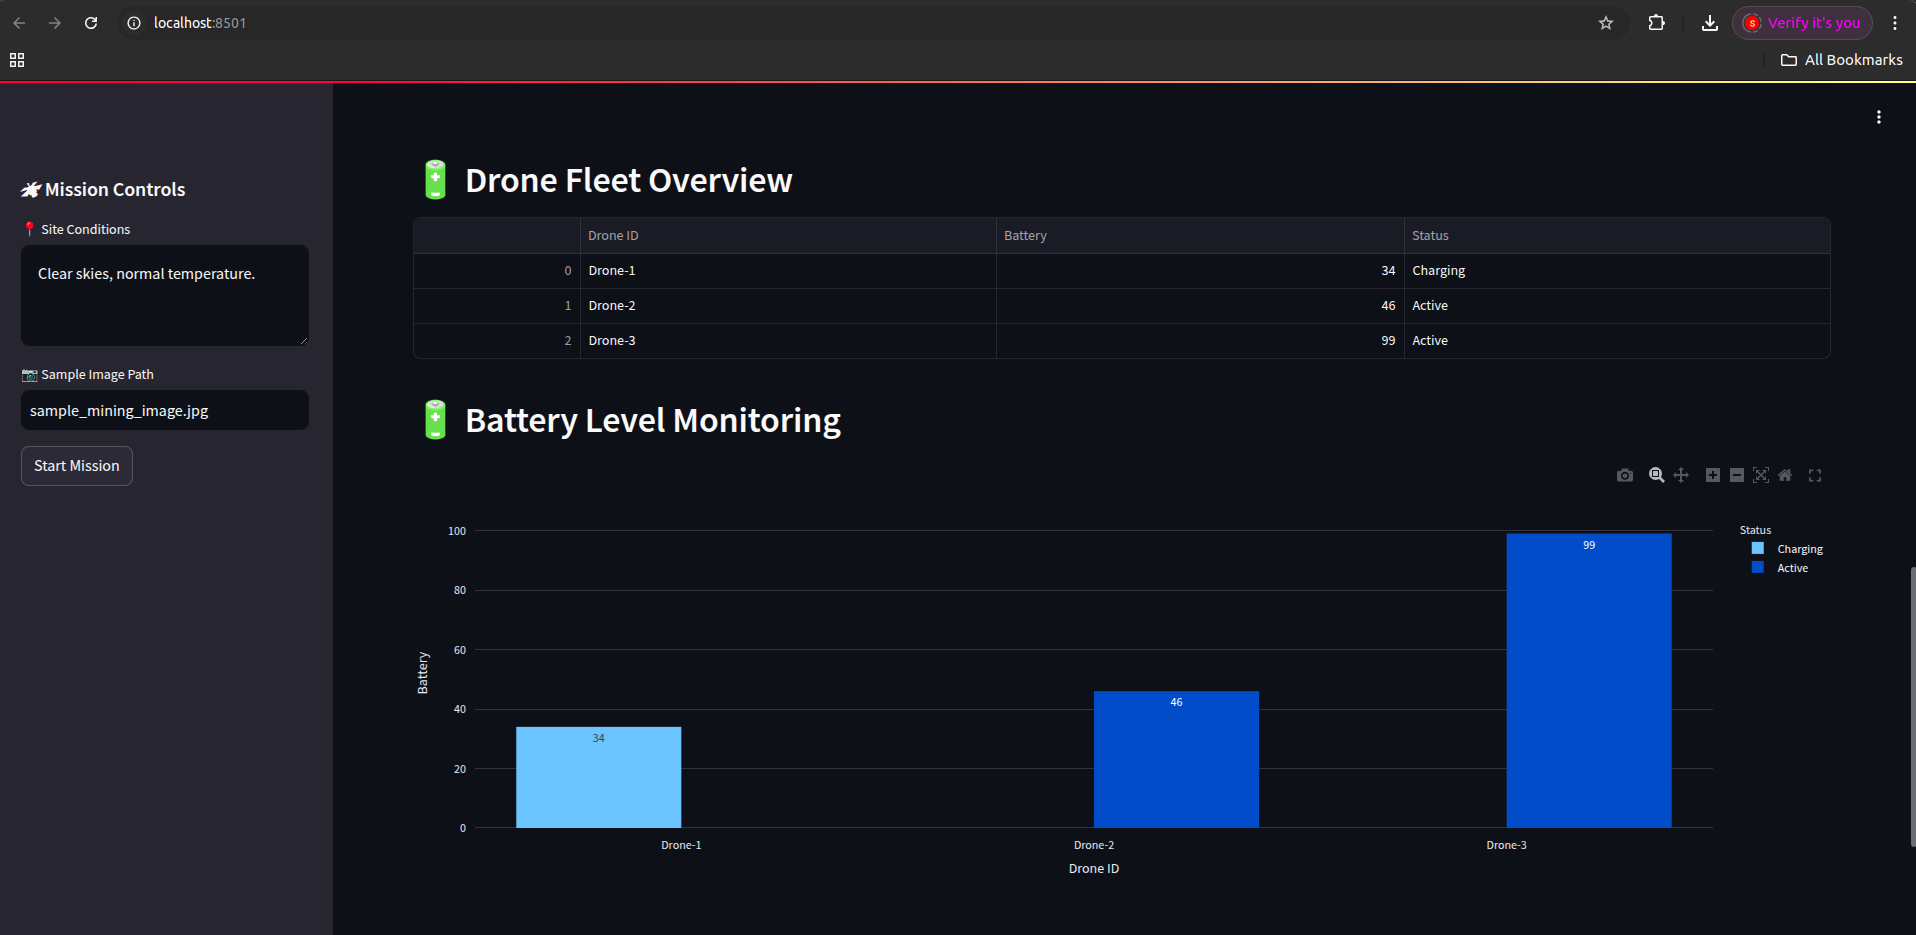 localhost:8501
Verify it's you
All Bookmarks
Mission Controls
Site Conditions
Clear skies, normal temperature.
Sample Image Path
sample_mining_image.jpg
Start Mission
Drone Fleet Overview
Drone ID Battery Status
0 Drone-1 34 Charging
1 Drone-2 46 Active
2 Drone-3 99 Active
Battery Level Monitoring
100
80
60
40
20
0
Battery
34
46
99
Drone-1 Drone-2 Drone-3
Drone ID
Status
Charging
Active